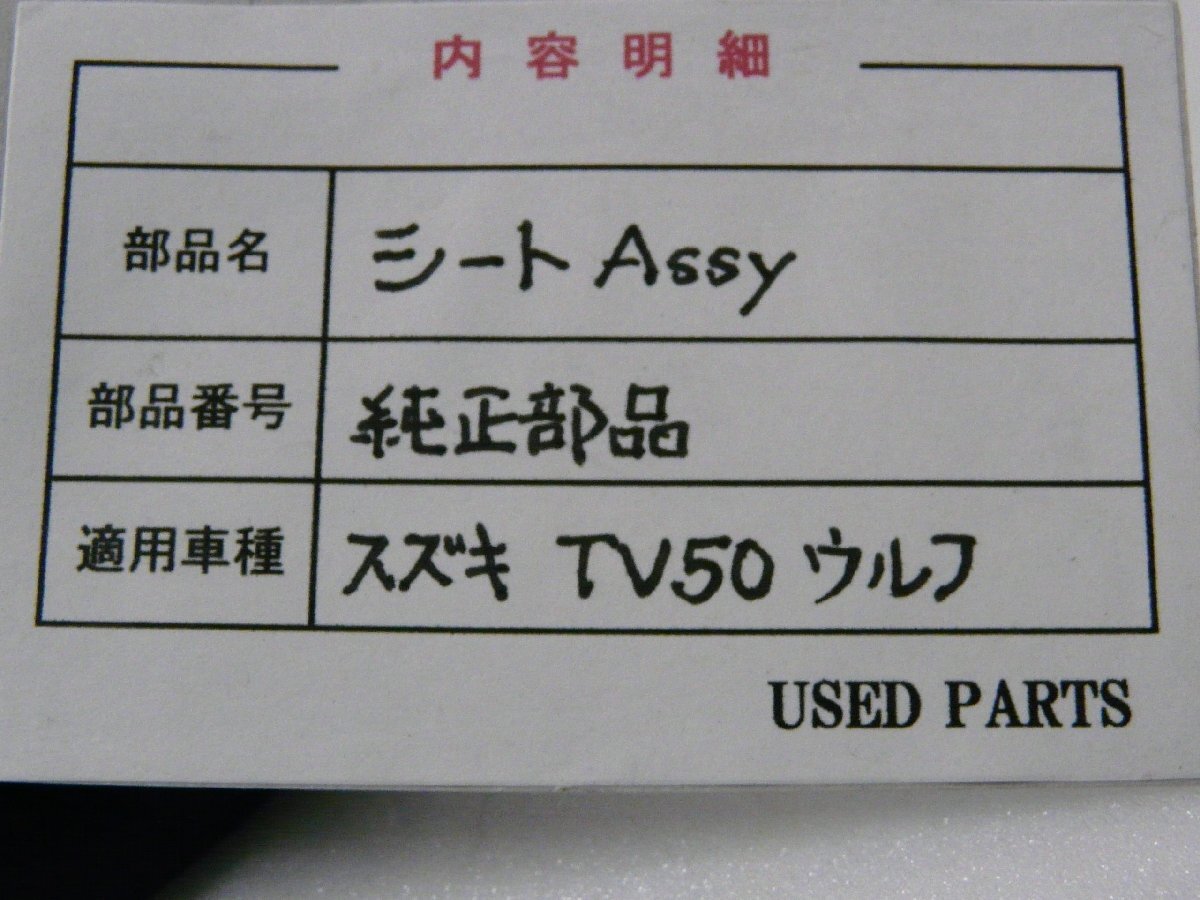 内容明細
部品名 シートAssy
部品番号 純正部品
適用車種 スズキ TV50 ウルフ
USED PARTS